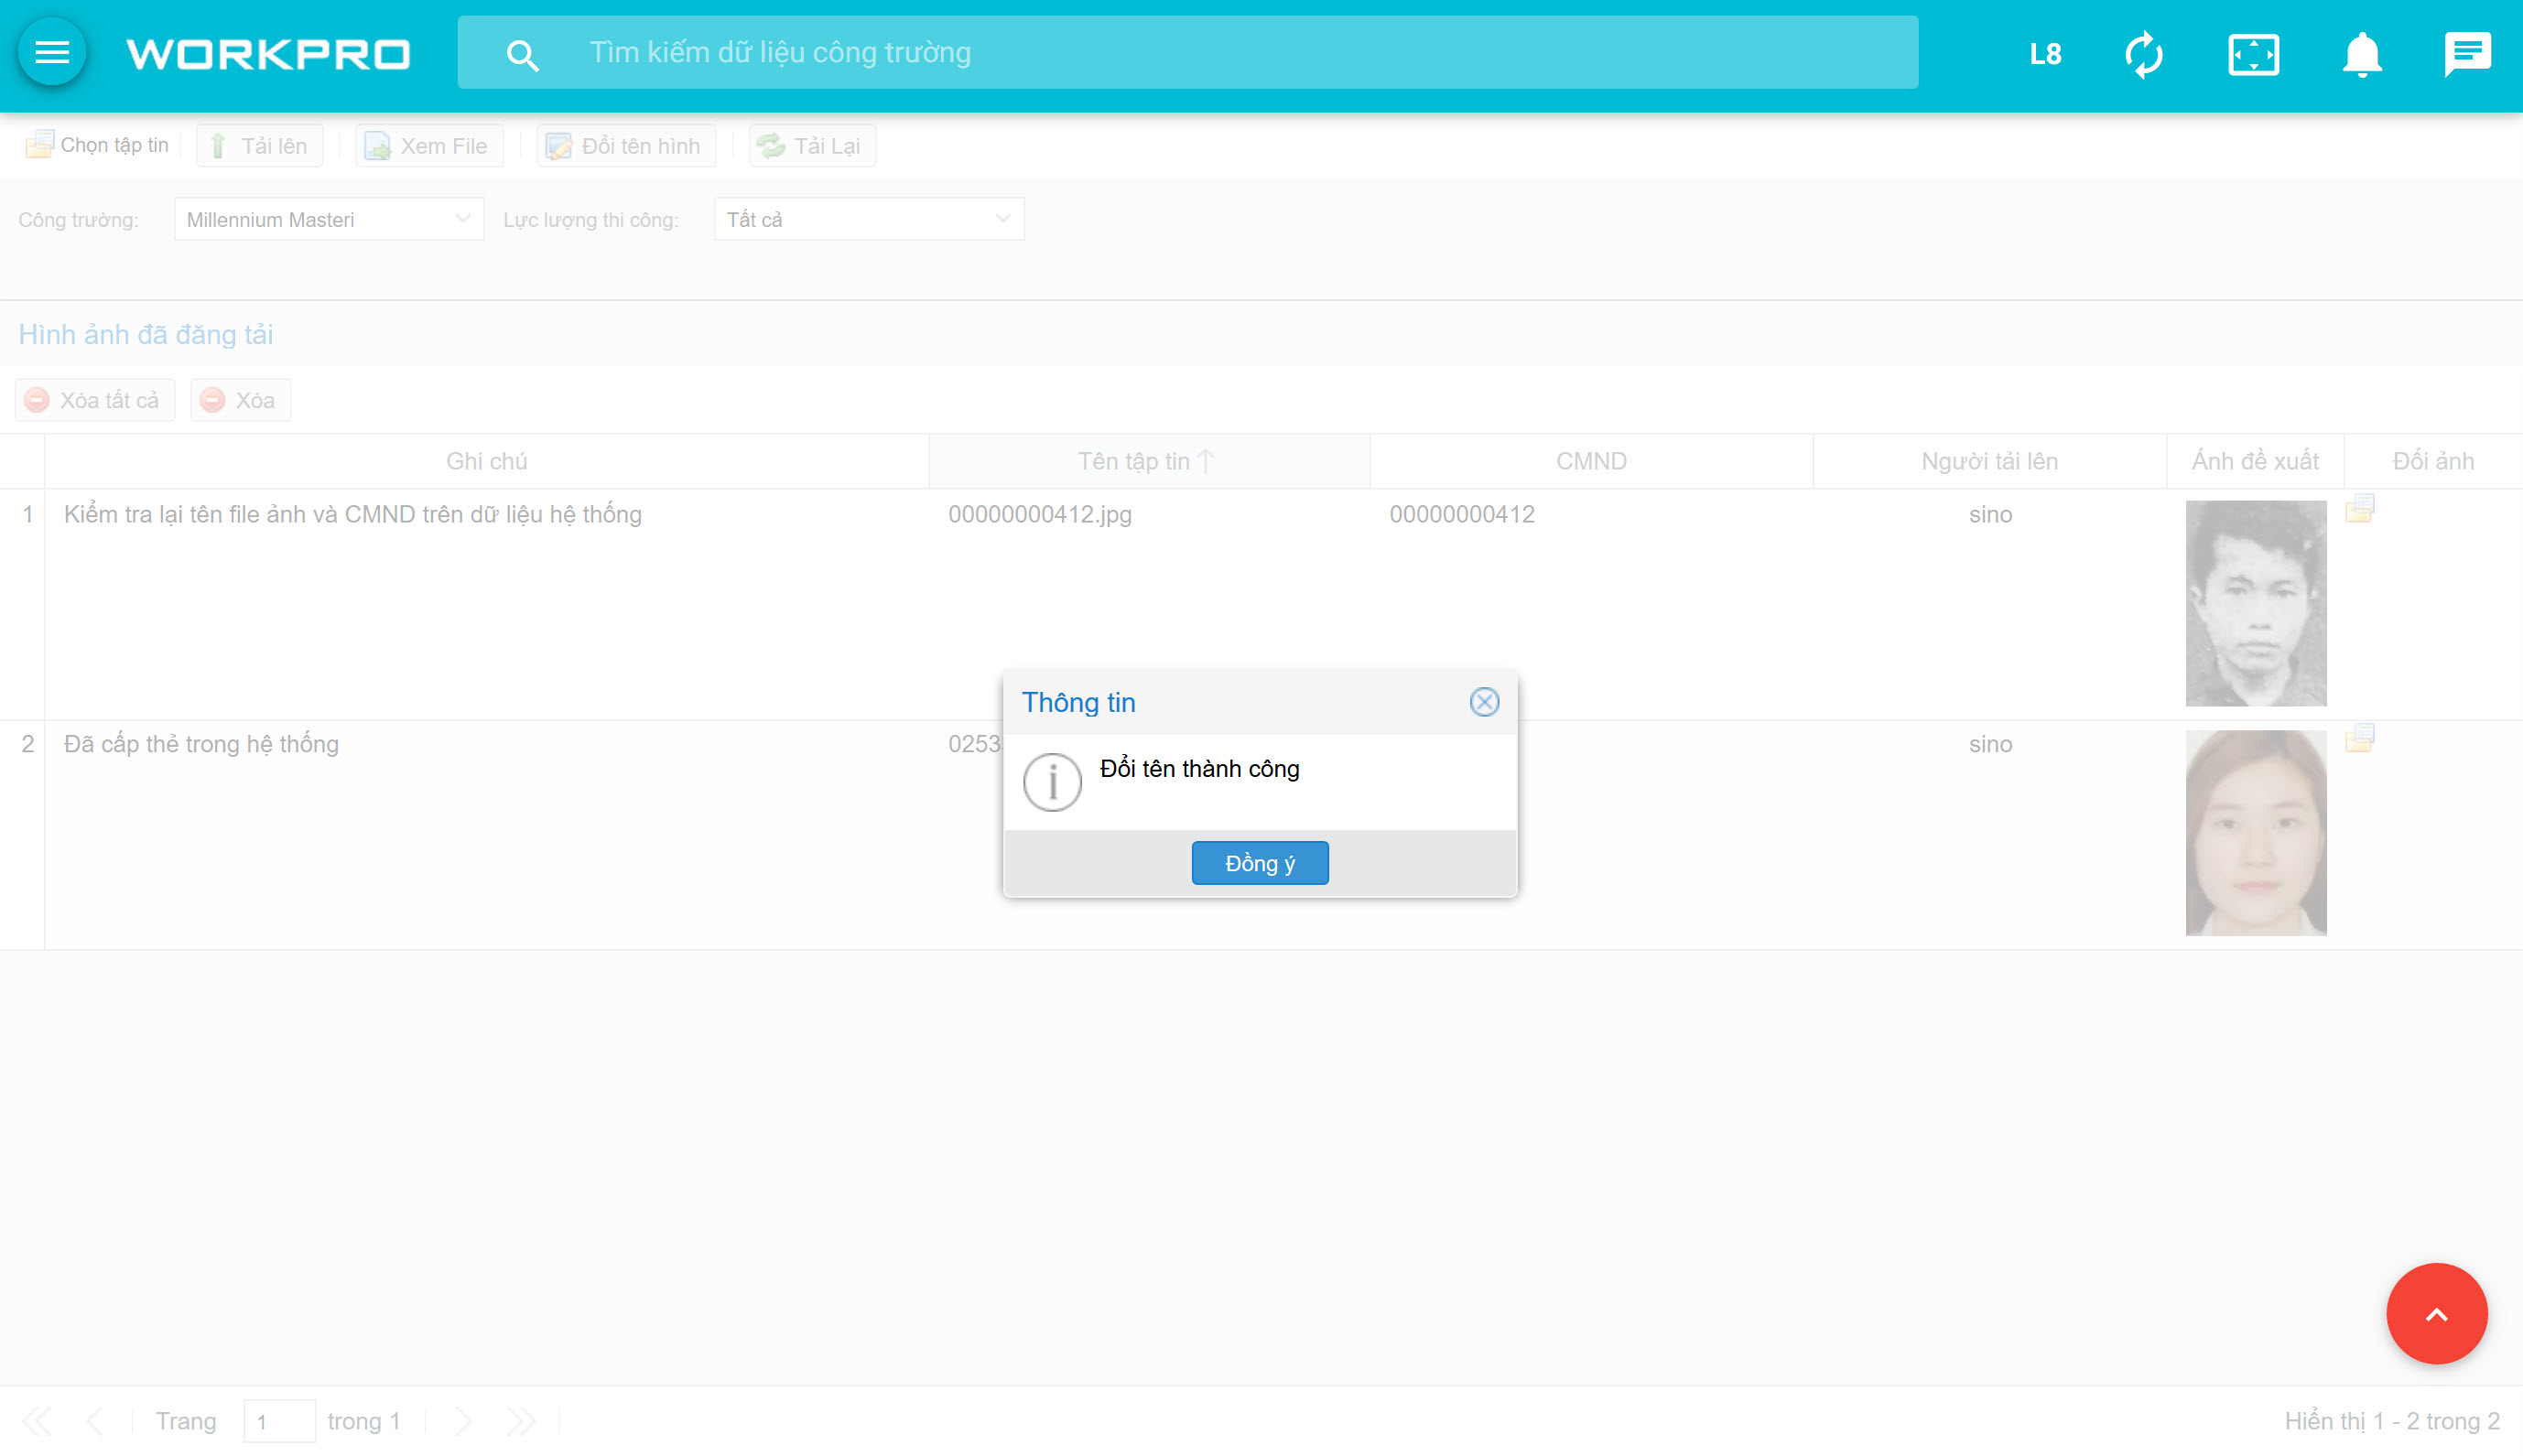 WORKPRO
Tìm kiếm dữ liệu công trường
L8
Chọn tập tin
Tải lên
Xem File
Đổi tên hình
Tải Lại
Công trường:
Millennium Masteri
Lực lượng thi công:
Tất cả
Hình ảnh đã đăng tải
Xóa tất cả
Xóa
Ghi chú
Tên tập tin
CMND
Người tải lên
Ảnh đề xuất
Đổi ảnh
1
Kiểm tra lại tên file ảnh và CMND trên dữ liệu hệ thống
00000000412.jpg
00000000412
sino
2
Đã cấp thẻ trong hệ thống
0253
sino
Thông tin
Đổi tên thành công
Đồng ý
Trang
1
trong 1
Hiển thị 1 - 2 trong 2